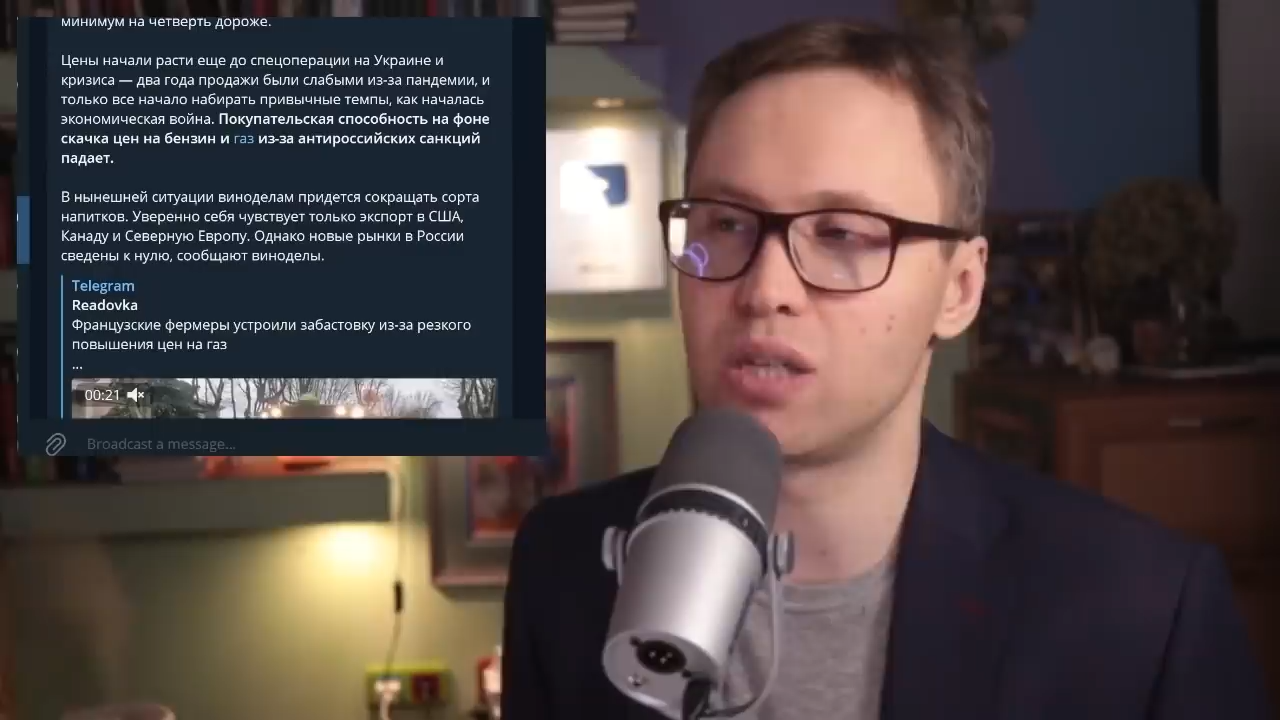 минимум на четверть дороже.
Цены начали расти еще до спецоперации на Украине и
кризиса — два года продажи были слабыми из-за пандемии, и
только все начало набирать привычные темпы, как началась
экономическая война. Покупательская способность на фоне
скачка цен на бензин и газ из-за антироссийских санкций
падает.
В нынешней ситуации виноделам придется сокращать сорта
напитков. Уверенно себя чувствует только экспорт в США,
Канаду и Северную Европу. Однако новые рынки в России
сведены к нулю, сообщают виноделы.
Telegram
Readovka
Французские фермеры устроили забастовку из-за резкого
повышения цен на газ
...
00:21
Broadcast a message...